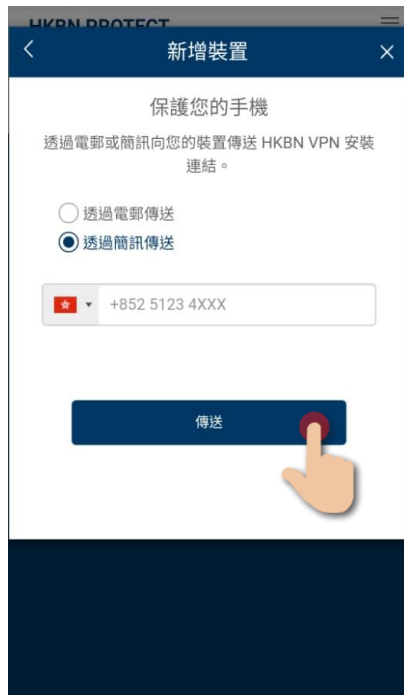 HKBN PROTECT
新增裝置
保護您的手機
透過電郵或簡訊向您的裝置傳送 HKBN VPN 安裝
連結。
透過電郵傳送
透過簡訊傳送
+852 5123 4XXX
傳送